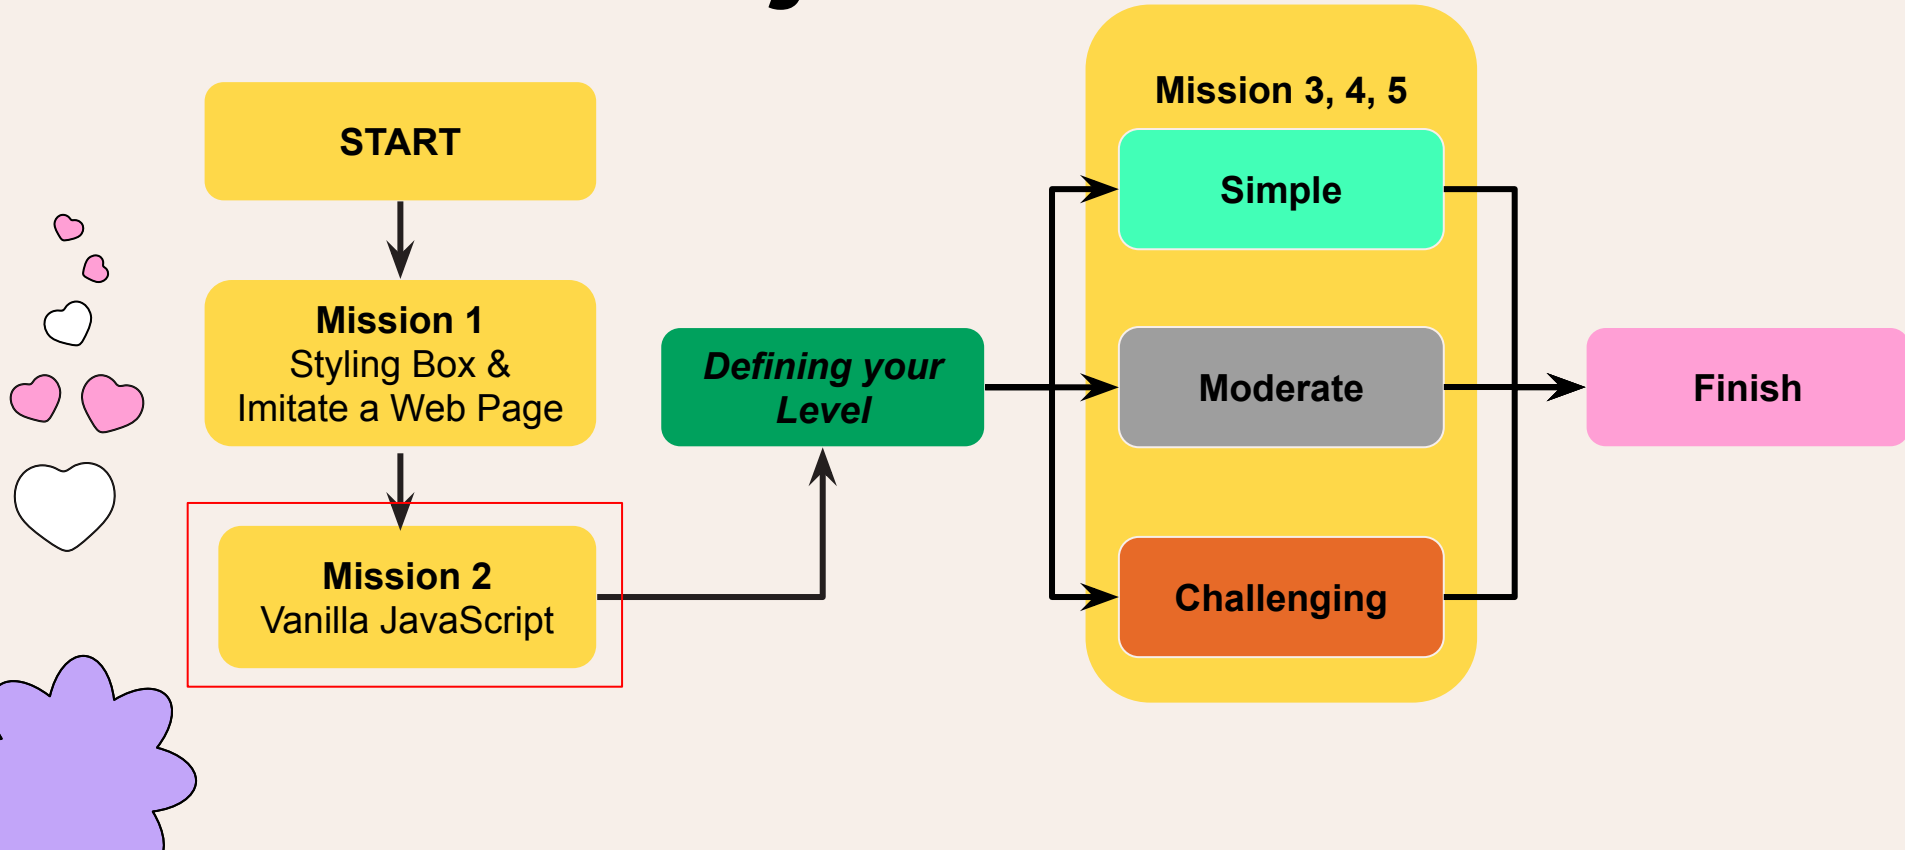 START
Mission 1
Styling Box &
Imitate a Web Page
Mission 2
Vanilla JavaScript
Defining your
Level
Mission 3, 4, 5
Simple
Moderate
Challenging
Finish